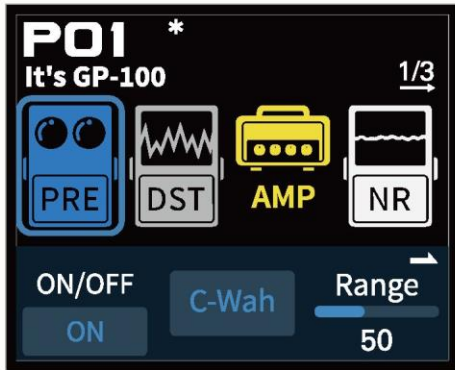 P01 *
It's GP-100
1/3
PRE DST AMP NR
ON/OFF C-Wah Range
ON 50